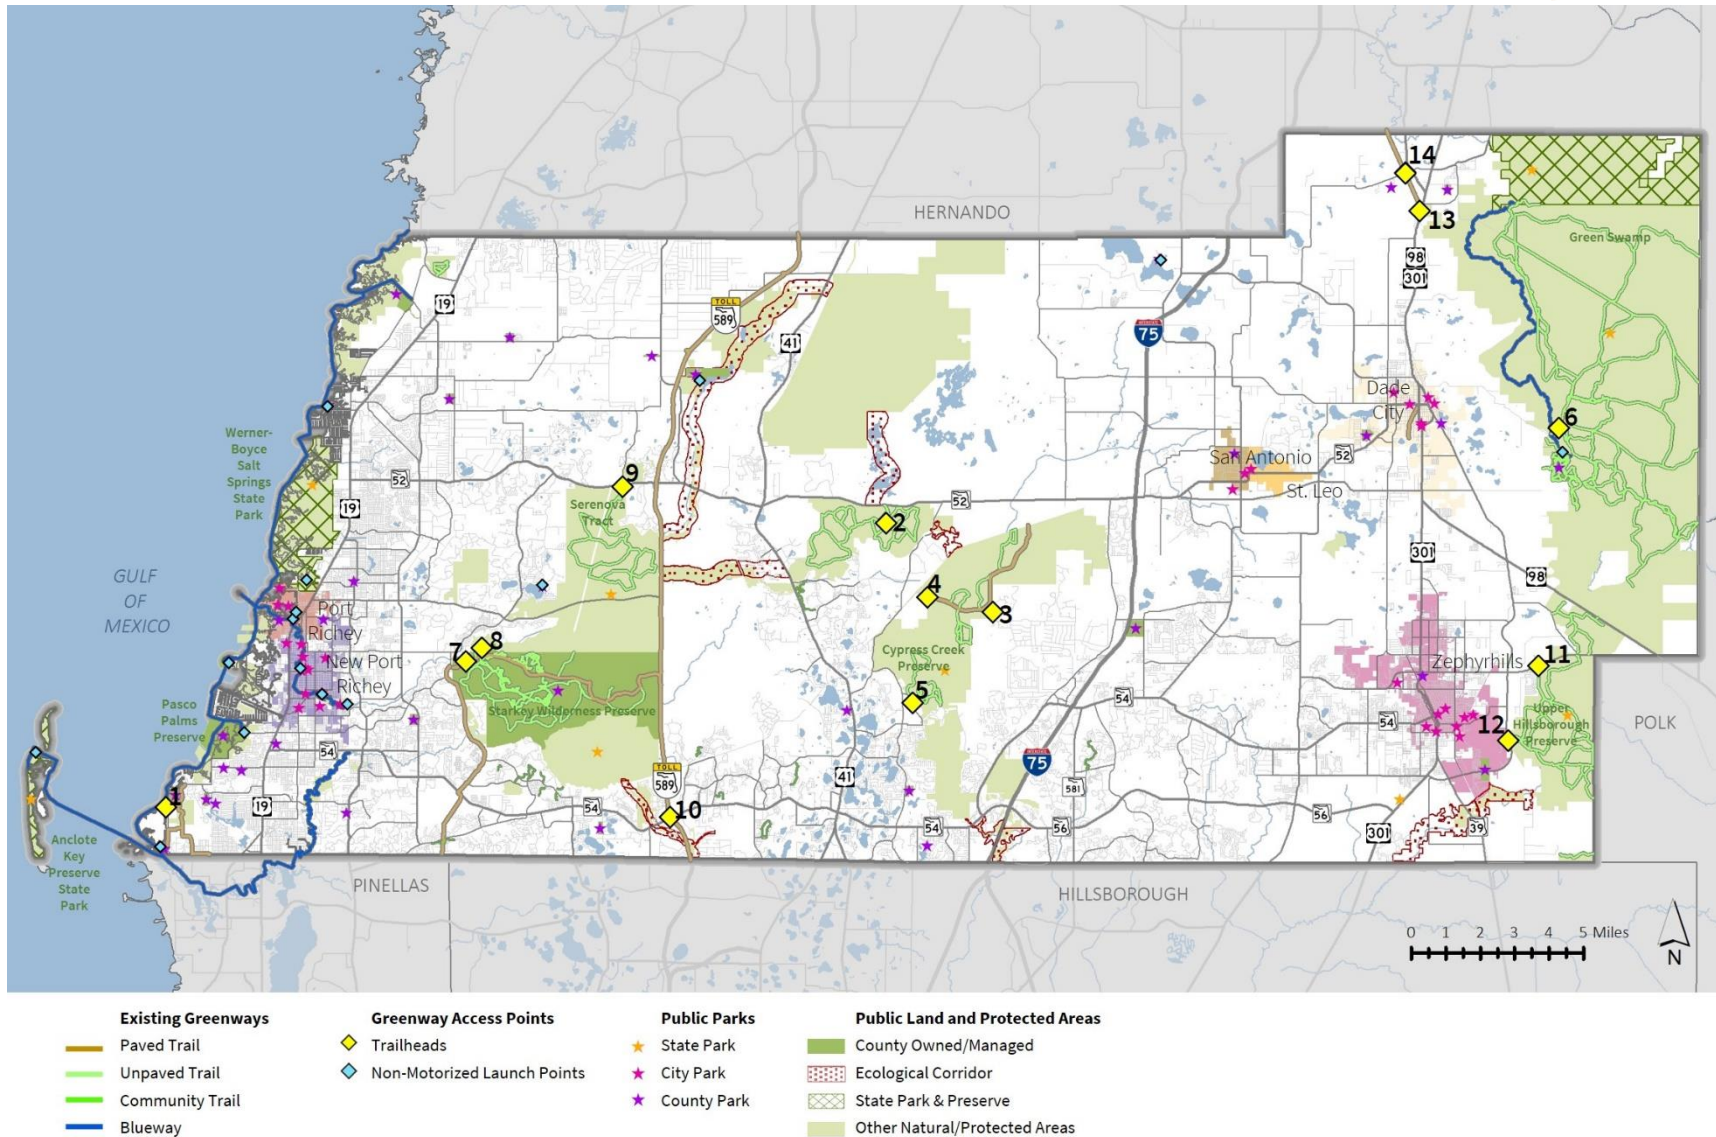 14
13
HERNANDO
Green Swamp
98
301
19
TOLL
589
41
75
Dade
City
6
Werner-
Boyce
Salt
Springs
State
Park
52
9
San Antonio
52
St. Leo
19
Serenova
Tract
52
2
301
98
GULF
OF
MEXICO
4
3
Port
Richey
7
8
New Port
Richey
Cypress Creek
Preserve
Zephyrhills
11
5
54
Starkey Wilderness Preserve
Pasco
Palms
Preserve
54
54
Upper
Hillsborough
Preserve
12
POLK
1
19
TOLL
589
41
75
581
10
54
54
56
56
301
39
Anclote
Key
Preserve
State
Park
PINELLAS
HILLSBOROUGH
0 1 2 3 4 5 Miles
N
Existing Greenways
Paved Trail
Unpaved Trail
Community Trail
Blueway
Greenway Access Points
Trailheads
Non-Motorized Launch Points
Public Parks
State Park
City Park
County Park
Public Land and Protected Areas
County Owned/Managed
Ecological Corridor
State Park & Preserve
Other Natural/Protected Areas